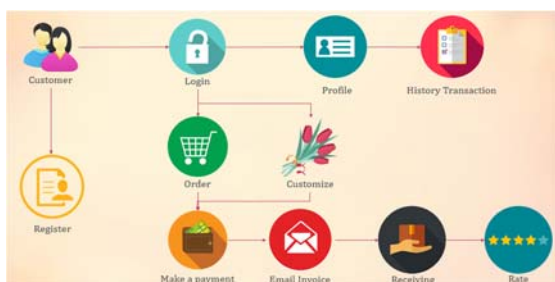 Customer
Login
Profile
History Transaction
Order
Customize
Register
Make a payment
Email Invoice
Receiving
Rate